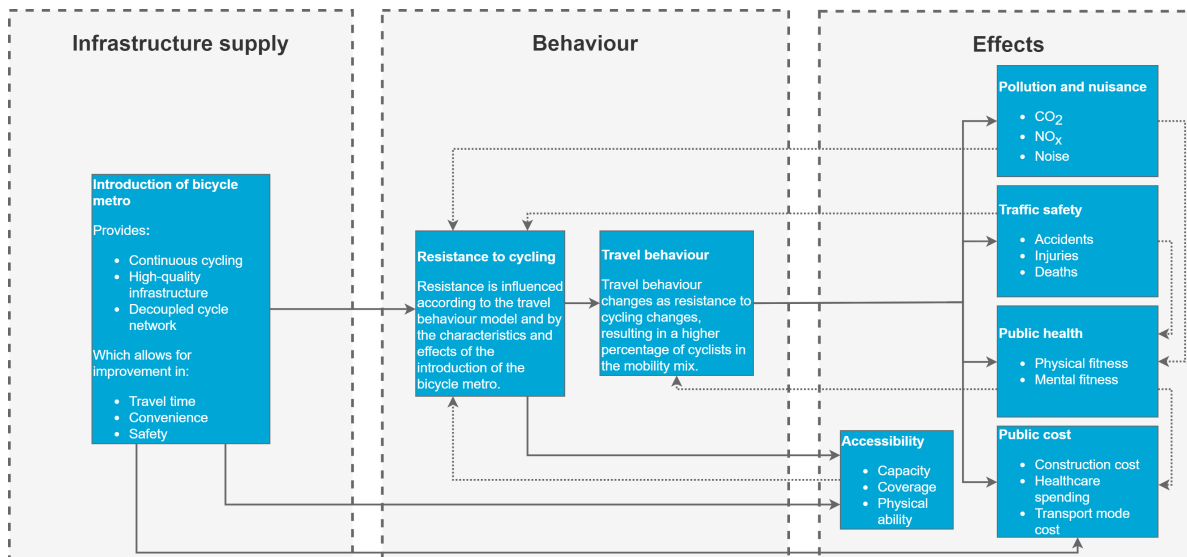 Infrastructure supply
Behaviour
Effects
Introduction of bicycle
metro
Provides:
• Continuous cycling
• High-quality
infrastructure
• Decoupled cycle
network
Which allows for
improvement in:
• Travel time
• Convenience
• Safety
Resistance to cycling
Resistance is influenced
according to the travel
behaviour model and by
the characteristics and
effects of the
introduction of the
bicycle metro.
Travel behaviour
Travel behaviour
changes as resistance to
cycling changes,
resulting in a higher
percentage of cyclists in
the mobility mix.
Accessibility
• Capacity
• Coverage
• Physical
ability
Pollution and nuisance
• CO2
• NOx
• Noise
Traffic safety
• Accidents
• Injuries
• Deaths
Public health
• Physical fitness
• Mental fitness
Public cost
• Construction cost
• Healthcare
spending
• Transport mode
cost